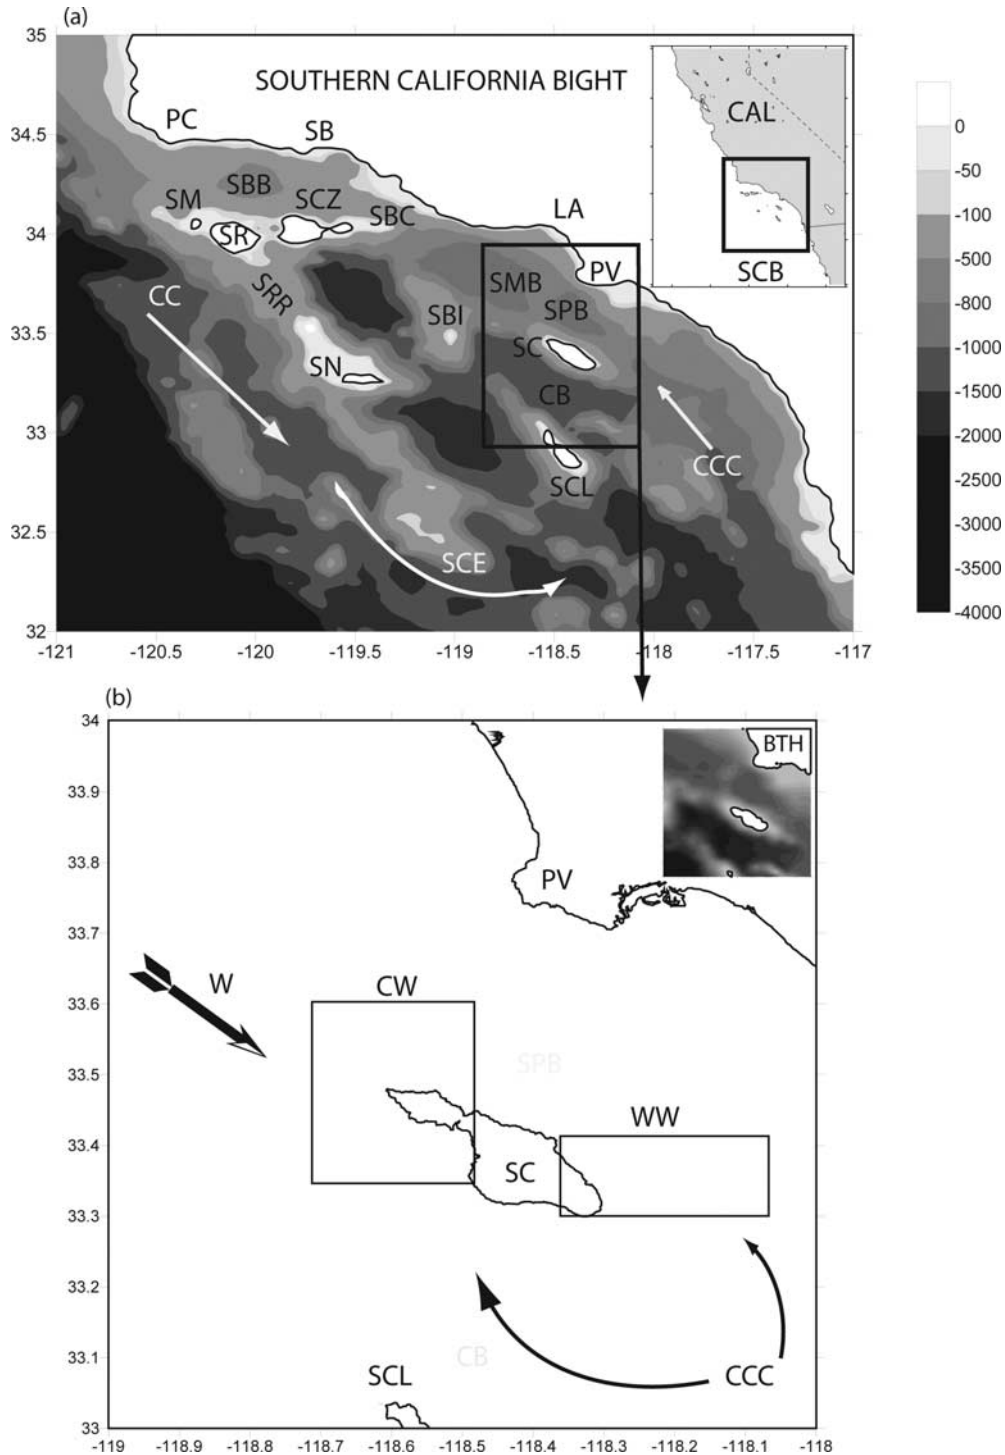 (a)
35
34.5
34
33.5
33
32.5
32
SOUTHERN CALIFORNIA BIGHT
PC
SB
SBB
SM
SCZ
SR
SBC
LA
PV
CC
SRR
SMB
SBI
SPB
SC
SN
CB
CCC
SCL
SCE
CAL
SCB
-121
-120.5
-120
-119.5
-119
-118.5
-118
-117.5
-117
0
-50
-100
-500
-800
-1000
-1500
-2000
-2500
-3000
-3500
-4000
(b)
34
33.9
33.8
33.7
33.6
33.5
33.4
33.3
33.2
33.1
33
BTH
PV
W
CW
SPB
WW
SC
CB
SCL
CCC
-119
-118.9
-118.8
-118.7
-118.6
-118.5
-118.4
-118.3
-118.2
-118.1
-118